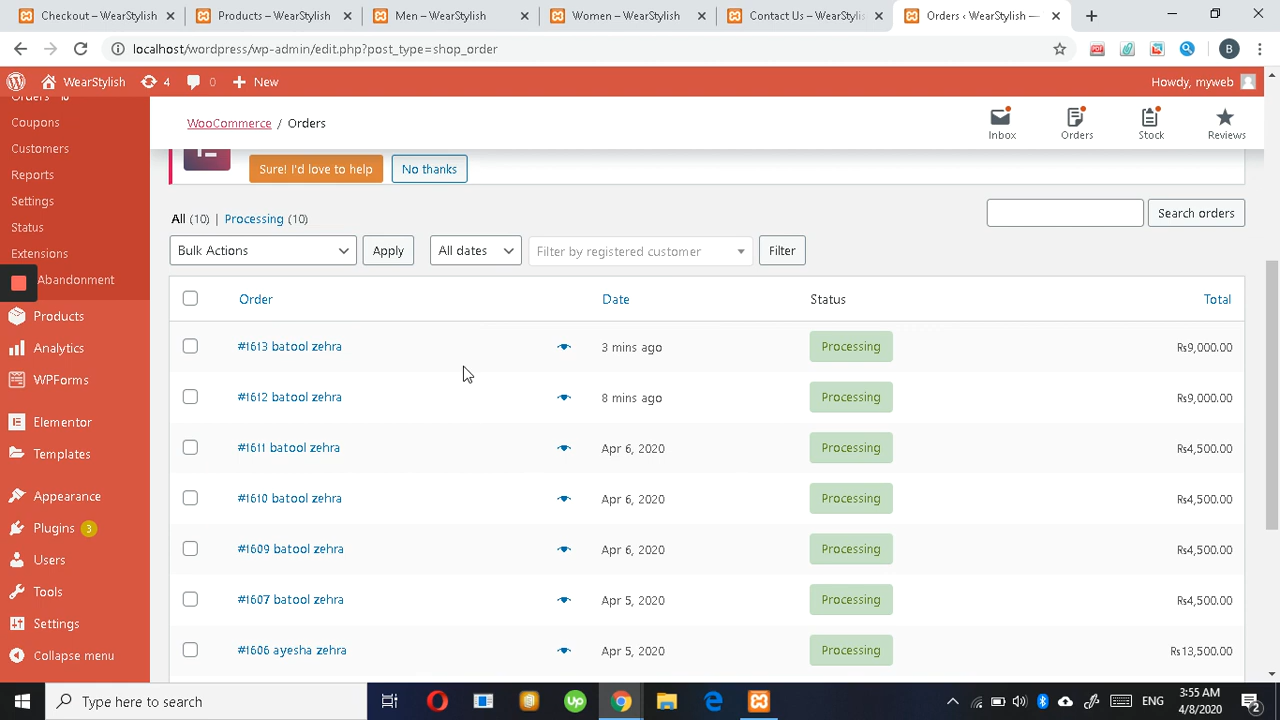 Checkout – WearStylish
Products – WearStylish
Men – WearStylish
Women – WearStylish
Contact Us – WearStylis
Orders ‹ WearStylish —
localhost/wordpress/wp-admin/edit.php?post_type=shop_order
B
WearStylish
4
0
New
Howdy, myweb
Orders
Coupons
Customers
Reports
Settings
Status
Extensions
Abandonment
Products
Analytics
WPForms
Elementor
Templates
Appearance
Plugins 3
Users
Tools
Settings
Collapse menu
WooCommerce / Orders
Inbox
Orders
Stock
Reviews
Sure! I'd love to help
No thanks
All (10) | Processing (10)
Search orders
Bulk Actions
Apply
All dates
Filter by registered customer
Filter
Order Date Status Total
#1613 batool zehra 3 mins ago Processing ₨9,000.00
#1612 batool zehra 8 mins ago Processing ₨9,000.00
#1611 batool zehra Apr 6, 2020 Processing ₨4,500.00
#1610 batool zehra Apr 6, 2020 Processing ₨4,500.00
#1609 batool zehra Apr 6, 2020 Processing ₨4,500.00
#1607 batool zehra Apr 5, 2020 Processing ₨4,500.00
#1606 ayesha zehra Apr 5, 2020 Processing ₨13,500.00
Type here to search
Up
ENG
3:55 AM
4/8/2020
2